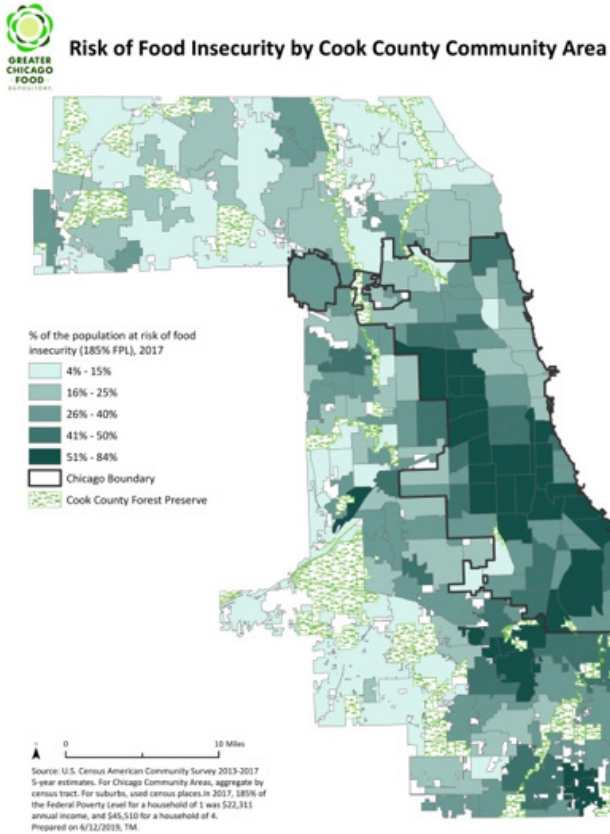 GREATER
CHICAGO
FOOD
DEPOSITORY
Risk of Food Insecurity by Cook County Community Area
% of the population at risk of food
insecurity (185% FPL), 2017
4% - 15%
16% - 25%
26% - 40%
41% - 50%
51% - 84%
Chicago Boundary
Cook County Forest Preserve
0
10 Miles
Source: U.S. Census American Community Survey 2013-2017
5-year estimates. For Chicago Community Areas, aggregate by
census tract. For suburbs, used census places.In 2017, 185% of
the Federal Poverty Level for a household of 1 was $22,311
annual income, and $45,510 for a household of 4.
Prepared on 6/12/2019, TM.